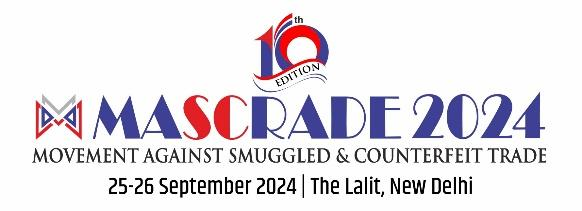 10th
EDITION
MASCRADE 2024
MOVEMENT AGAINST SMUGGLED & COUNTERFEIT TRADE
25-26 September 2024 | The Lalit, New Delhi